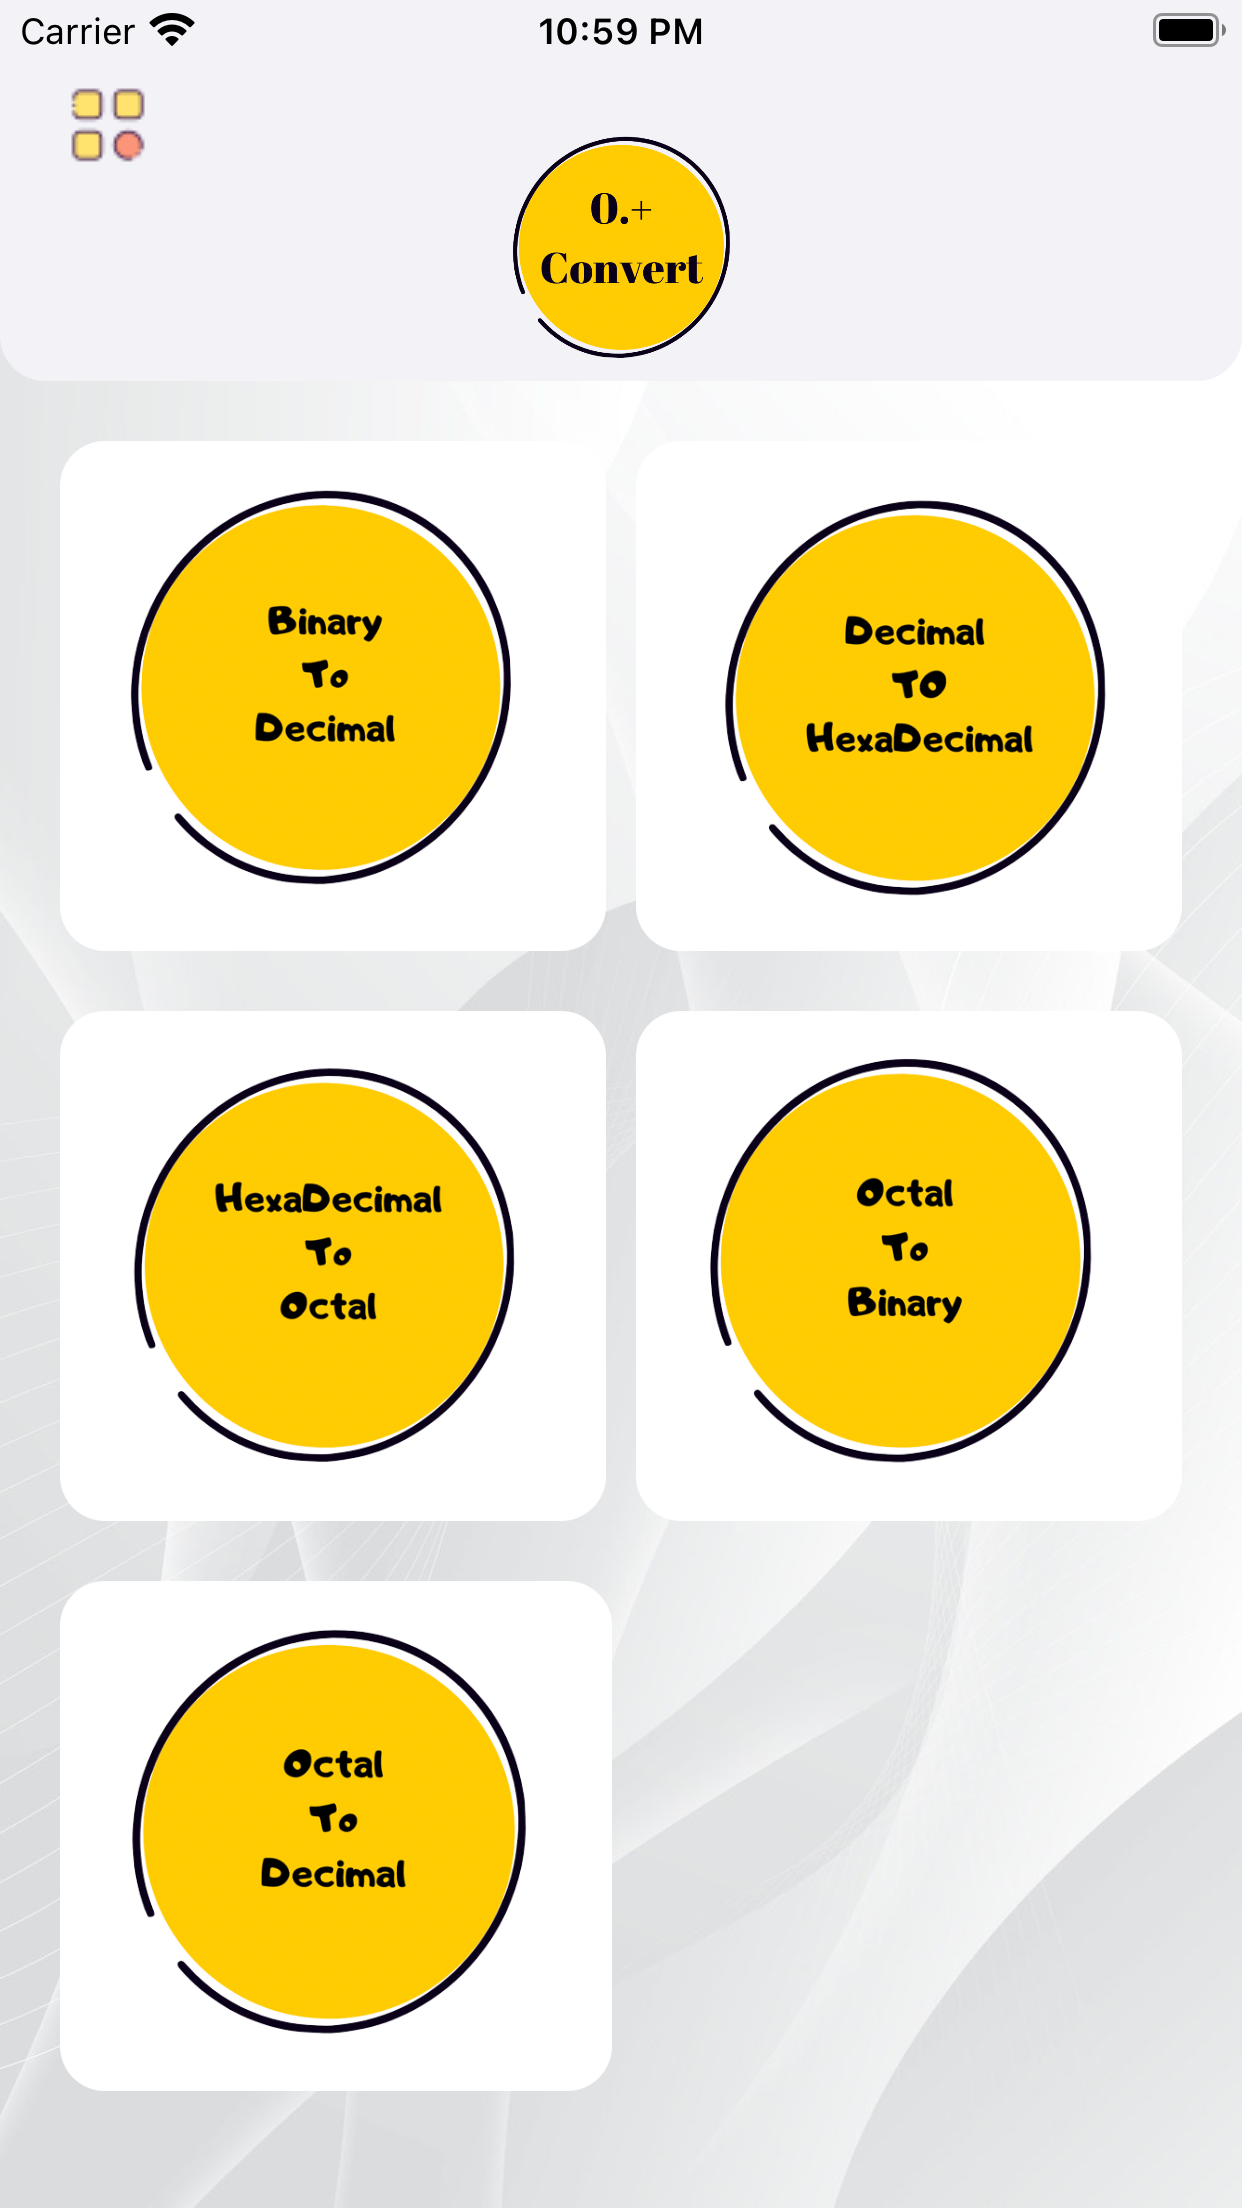 Carrier 10:59 PM
0.+
Convert
Binary
To
Decimal
Decimal
TO
HexaDecimal
HexaDecimal
To
Octal
Octal
To
Binary
Octal
To
Decimal